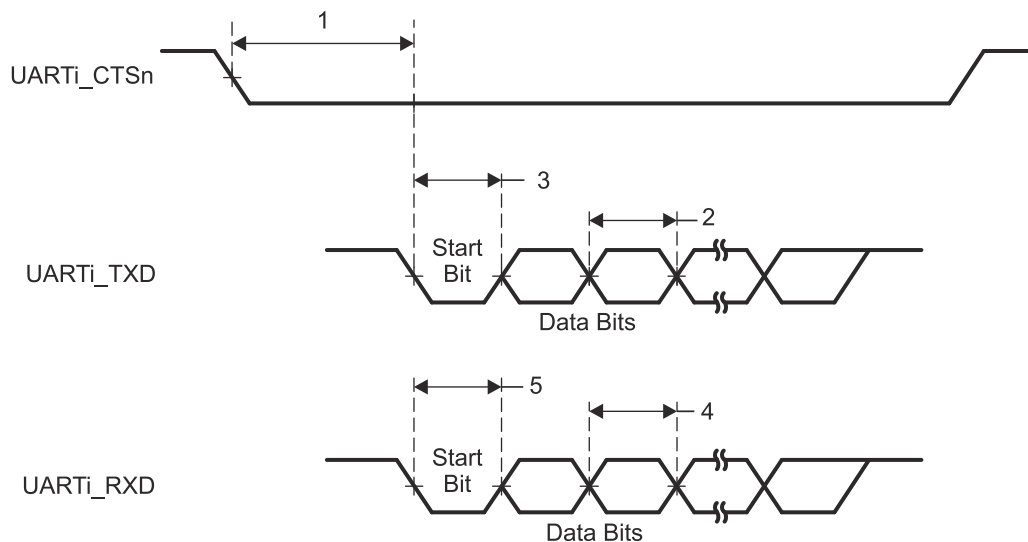 1
UARTi_CTSn
3
2
Start
Bit
UARTi_TXD
Data Bits
5
4
Start
Bit
UARTi_RXD
Data Bits